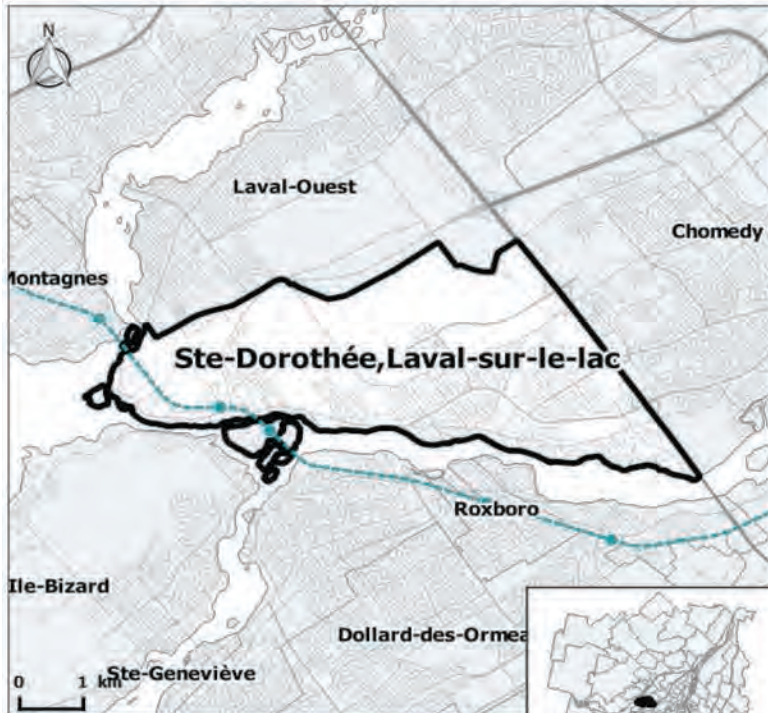 N
Laval-Ouest
Chomedy
Montagnes
Ste-Dorothée,Laval-sur-le-lac
Roxboro
Ile-Bizard
Dollard-des-Ormea
Ste-Geneviève
0 1 km